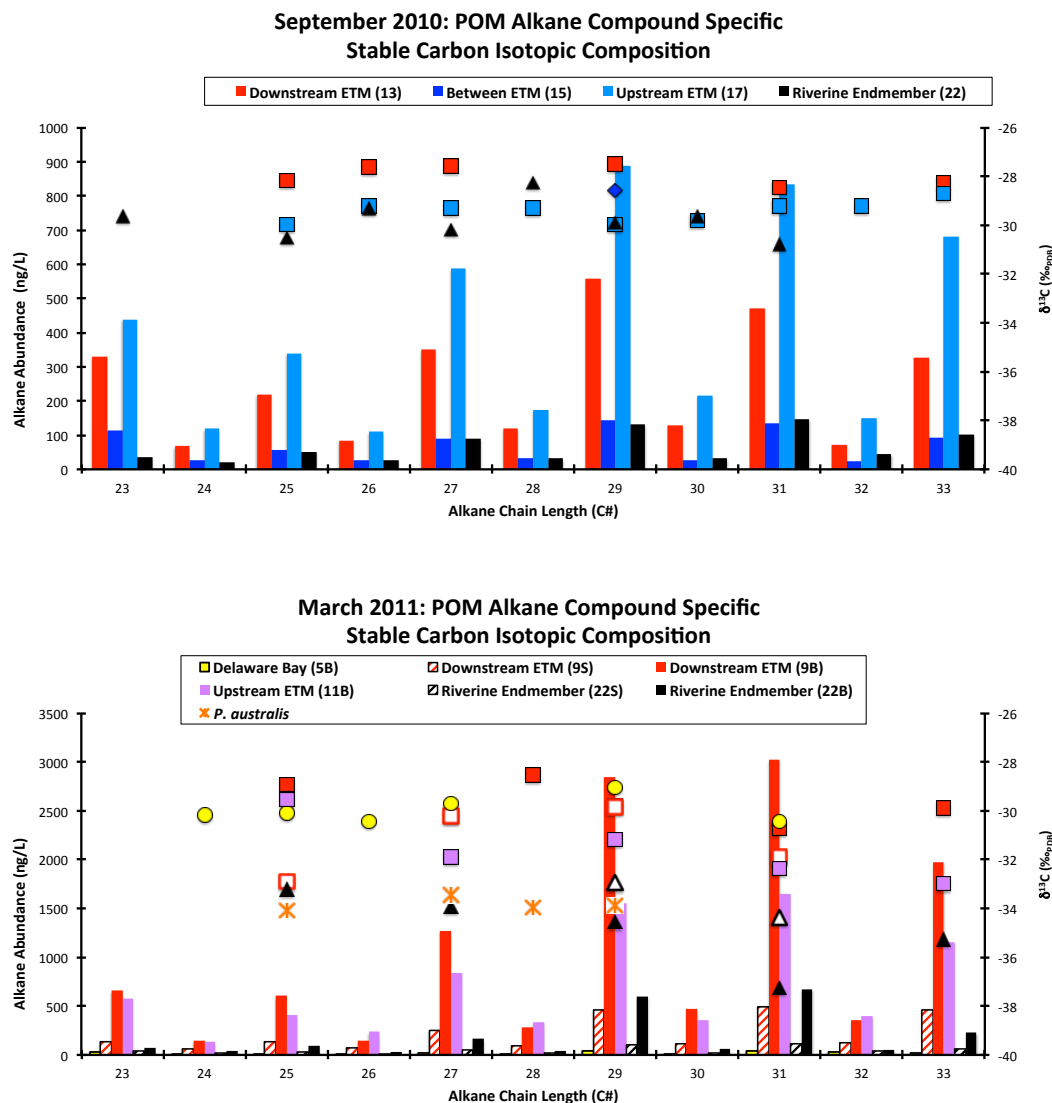 September 2010: POM Alkane Compound Specific
Stable Carbon Isotopic Composition
Downstream ETM (13) Between ETM (15) Upstream ETM (17) Riverine Endmember (22)
Alkane Abundance (ng/L)
1000
900
800
700
600
500
400
300
200
100
0
-26
-28
-30
-32
-34
-36
-38
-40
δ¹³C (‰PDB)
23 24 25 26 27 28 29 30 31 32 33
Alkane Chain Length (C#)
March 2011: POM Alkane Compound Specific
Stable Carbon Isotopic Composition
Delaware Bay (5B) Downstream ETM (9S) Downstream ETM (9B)
Upstream ETM (11B) Riverine Endmember (22S) Riverine Endmember (22B)
P. australis
Alkane Abundance (ng/L)
3500
3000
2500
2000
1500
1000
500
0
-26
-28
-30
-32
-34
-36
-38
-40
δ¹³C (‰PDB)
23 24 25 26 27 28 29 30 31 32 33
Alkane Chain Length (C#)